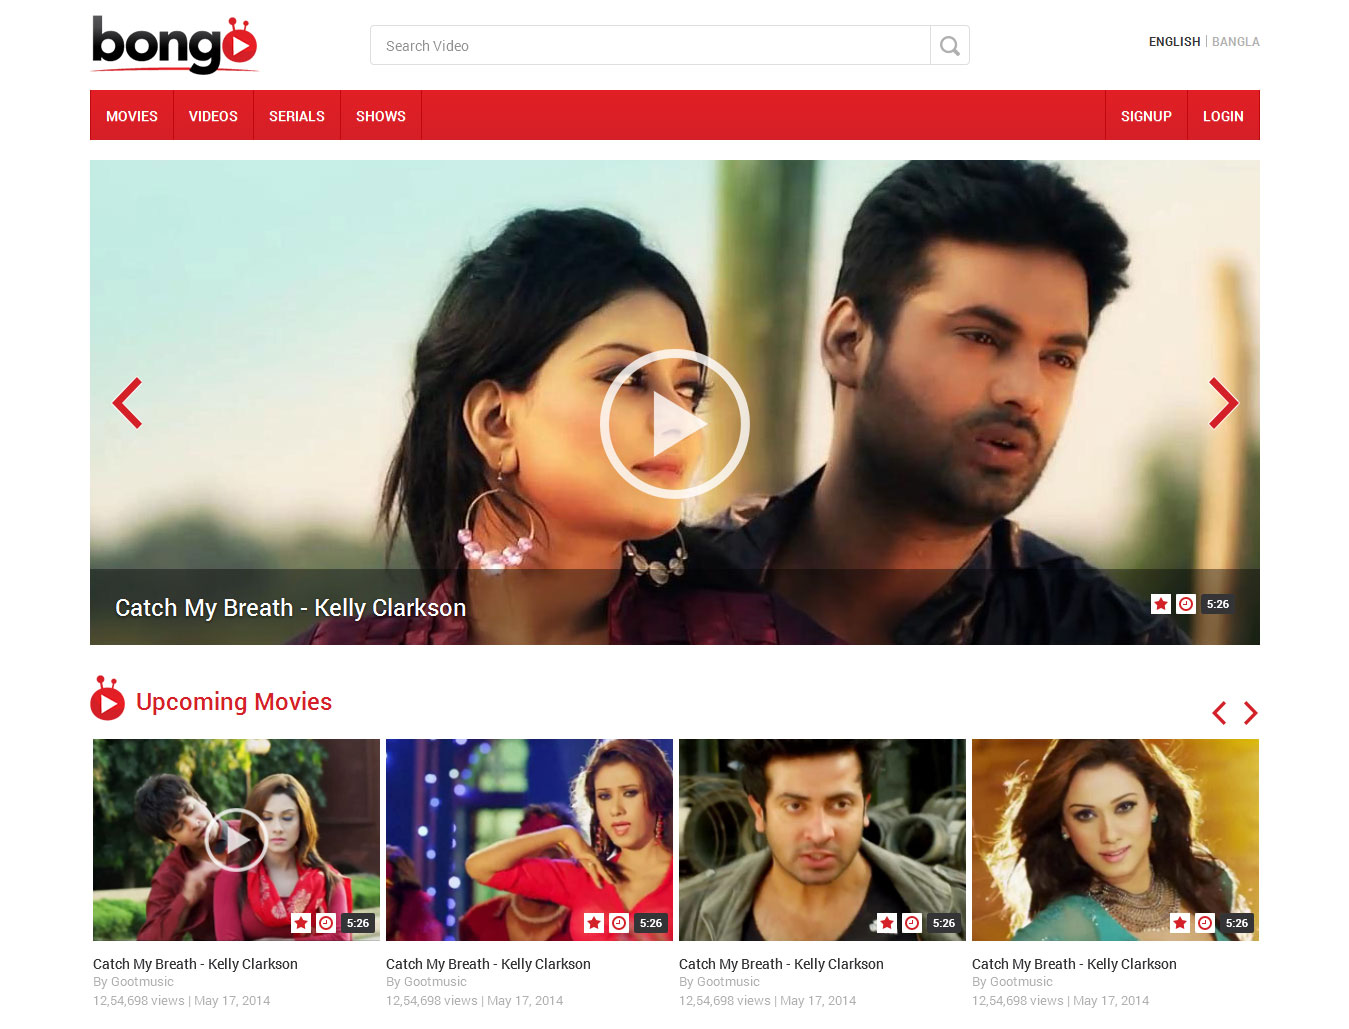 bongo
Search Video
ENGLISH | BANGLA
MOVIES
VIDEOS
SERIALS
SHOWS
SIGNUP
LOGIN
Catch My Breath - Kelly Clarkson
5:26
Upcoming Movies
5:26
5:26
5:26
5:26
Catch My Breath - Kelly Clarkson
By Gootmusic
12,54,698 views | May 17, 2014
Catch My Breath - Kelly Clarkson
By Gootmusic
12,54,698 views | May 17, 2014
Catch My Breath - Kelly Clarkson
By Gootmusic
12,54,698 views | May 17, 2014
Catch My Breath - Kelly Clarkson
By Gootmusic
12,54,698 views | May 17, 2014